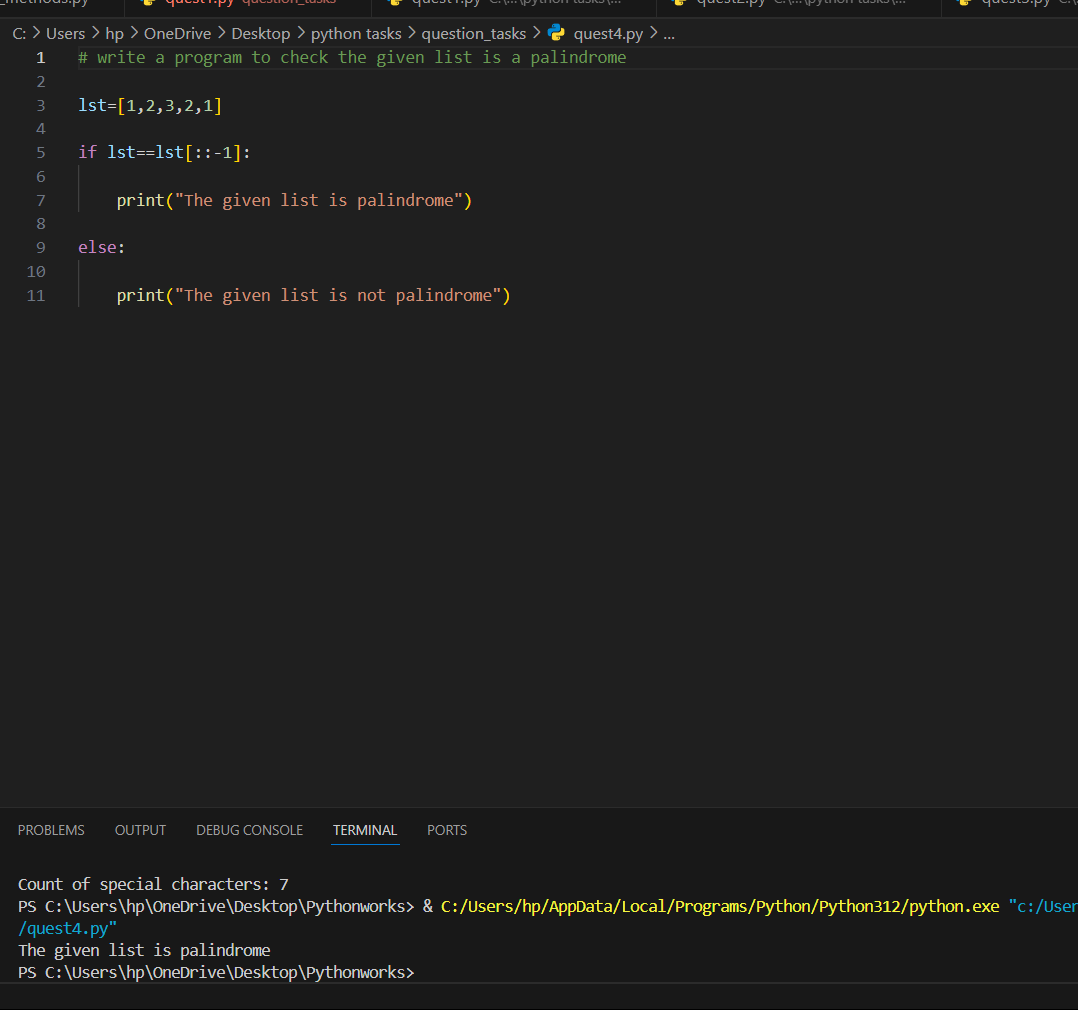 _methods.py quest1.py question_tasks quest1.py C:\...\python tasks\... quest2.py C:\...\python tasks\... quest3.py
C: > Users > hp > OneDrive > Desktop > python tasks > question_tasks > quest4.py > ...
1 # write a program to check the given list is a palindrome
2
3 lst=[1,2,3,2,1]
4
5 if lst==lst[::-1]:
6
7     print("The given list is palindrome")
8
9 else:
10
11     print("The given list is not palindrome")
PROBLEMS OUTPUT DEBUG CONSOLE TERMINAL PORTS
Count of special characters: 7
PS C:\Users\hp\OneDrive\Desktop\Pythonworks> & C:/Users/hp/AppData/Local/Programs/Python/Python312/python.exe "c:/User
/quest4.py"
The given list is palindrome
PS C:\Users\hp\OneDrive\Desktop\Pythonworks>